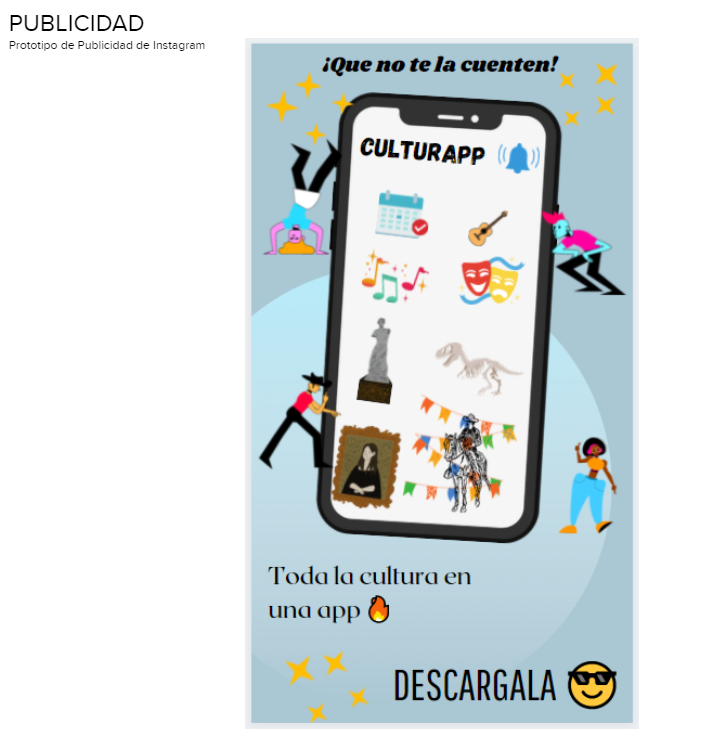 PUBLICIDAD
Prototipo de Publicidad de Instagram
¡Que no te la cuenten!
CULTURAPP
Toda la cultura en
una app 🔥
DESCARGALA 😎